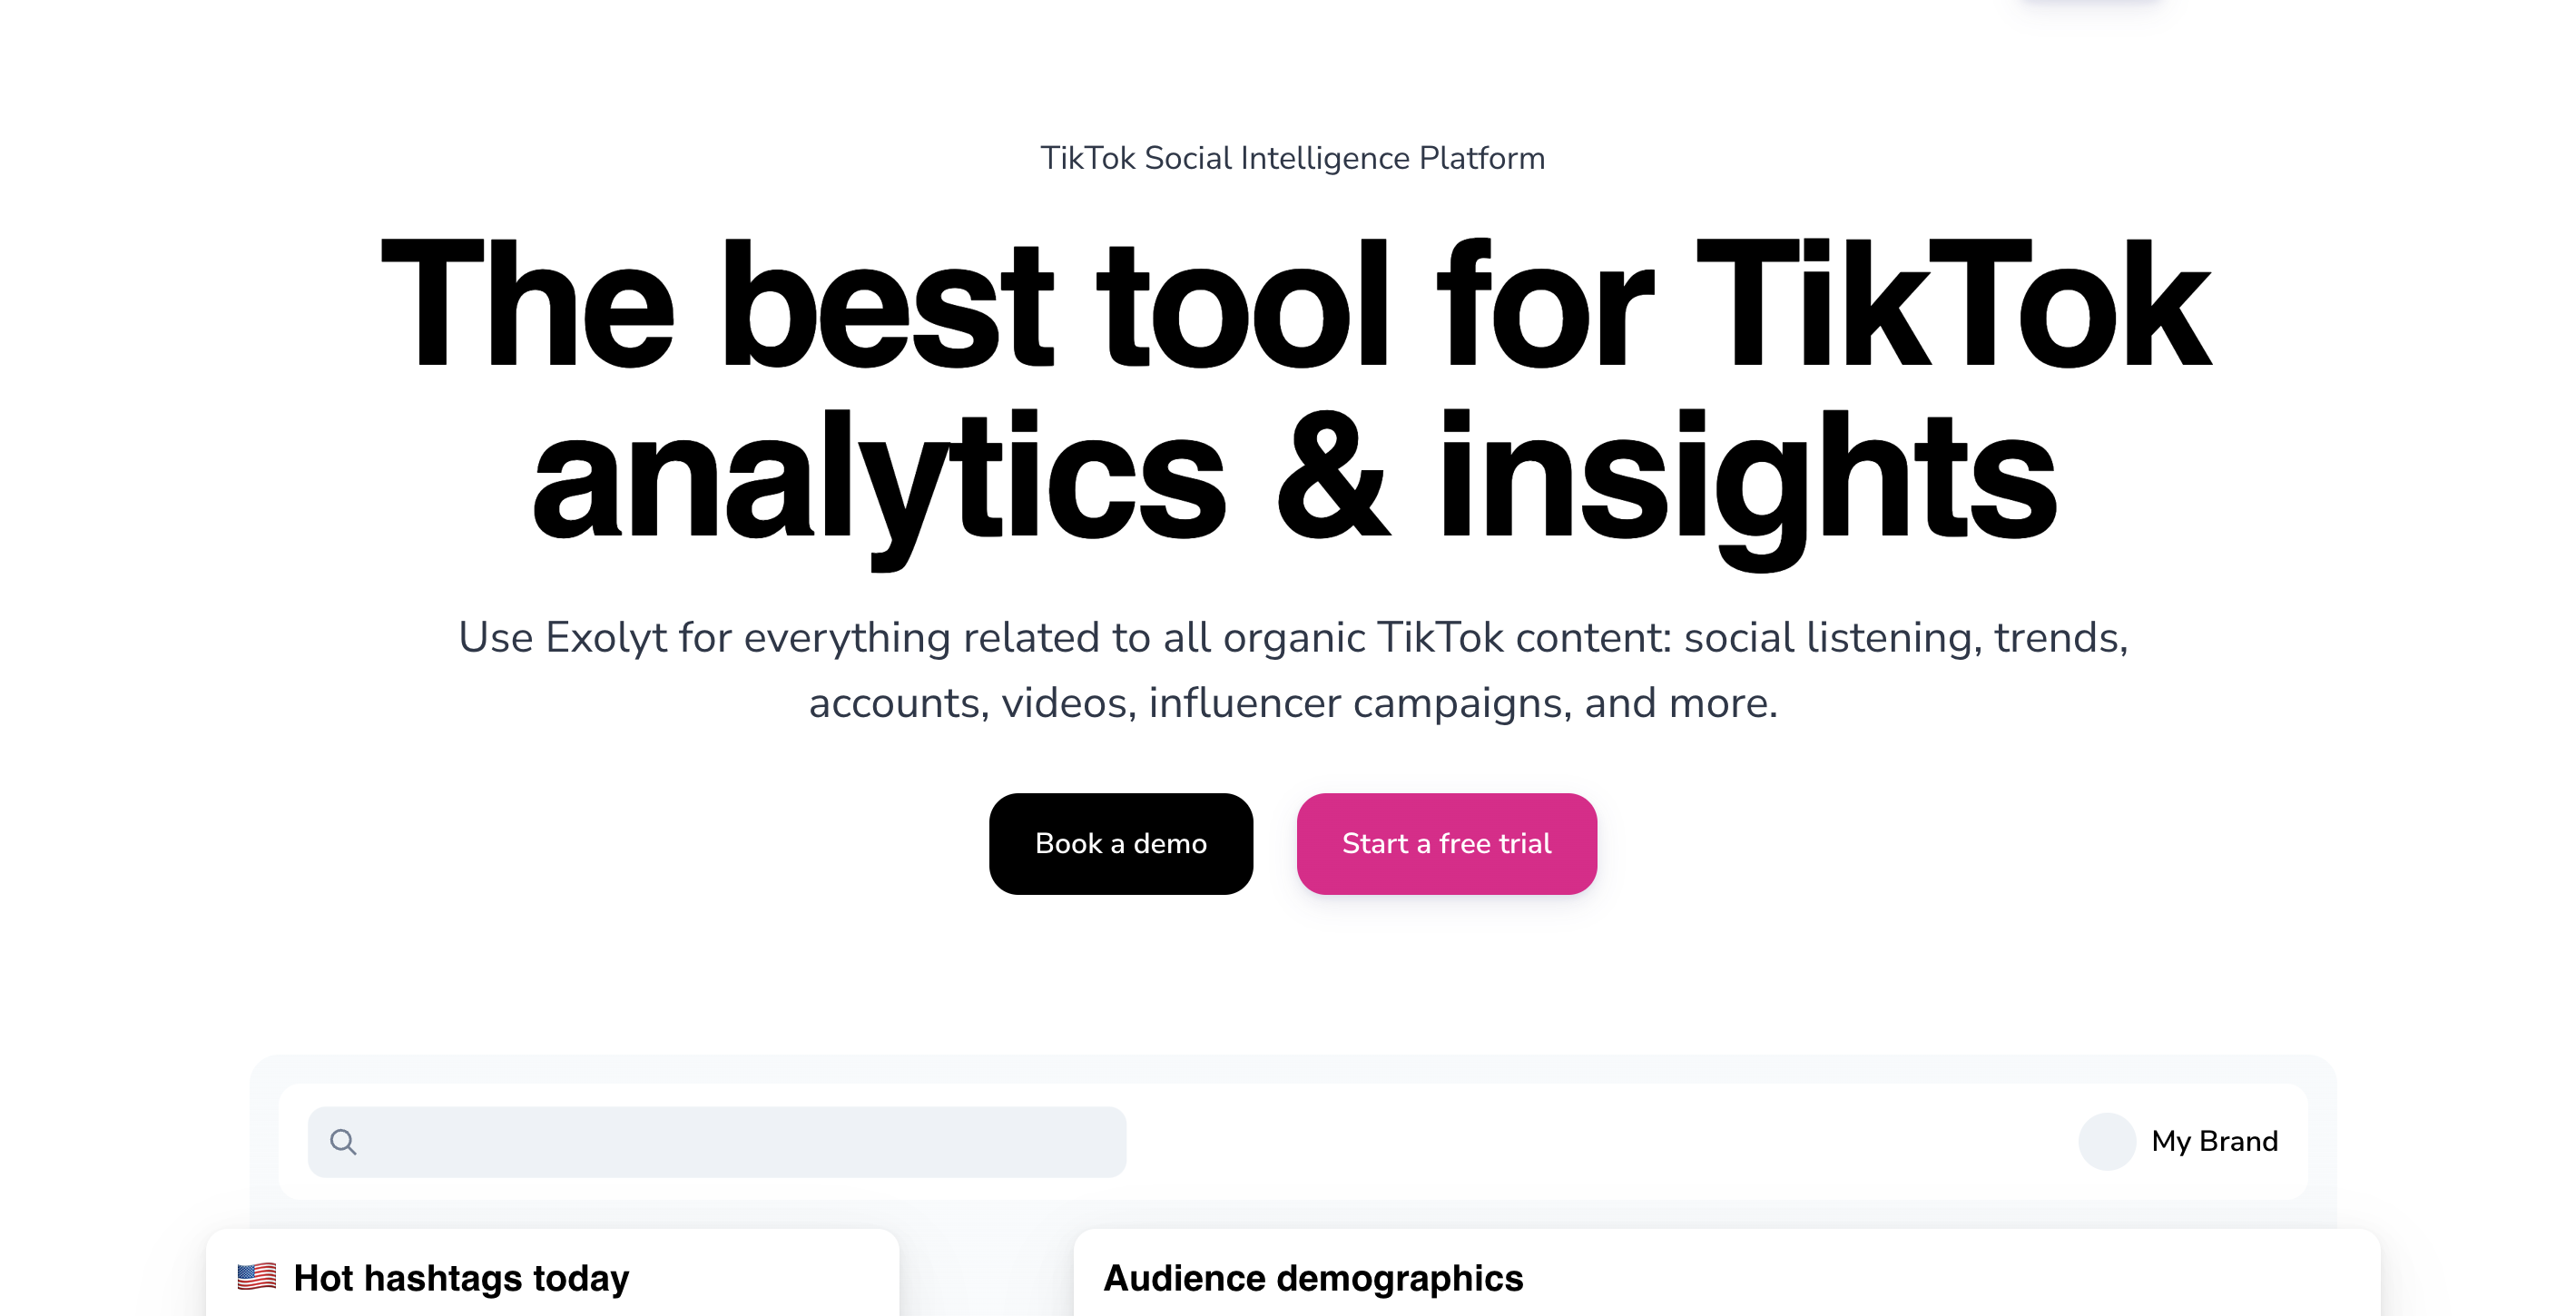 TikTok Social Intelligence Platform
The best tool for TikTok
analytics & insights
Use Exolyt for everything related to all organic TikTok content: social listening, trends,
accounts, videos, influencer campaigns, and more.
Book a demo
Start a free trial
My Brand
Hot hashtags today
Audience demographics